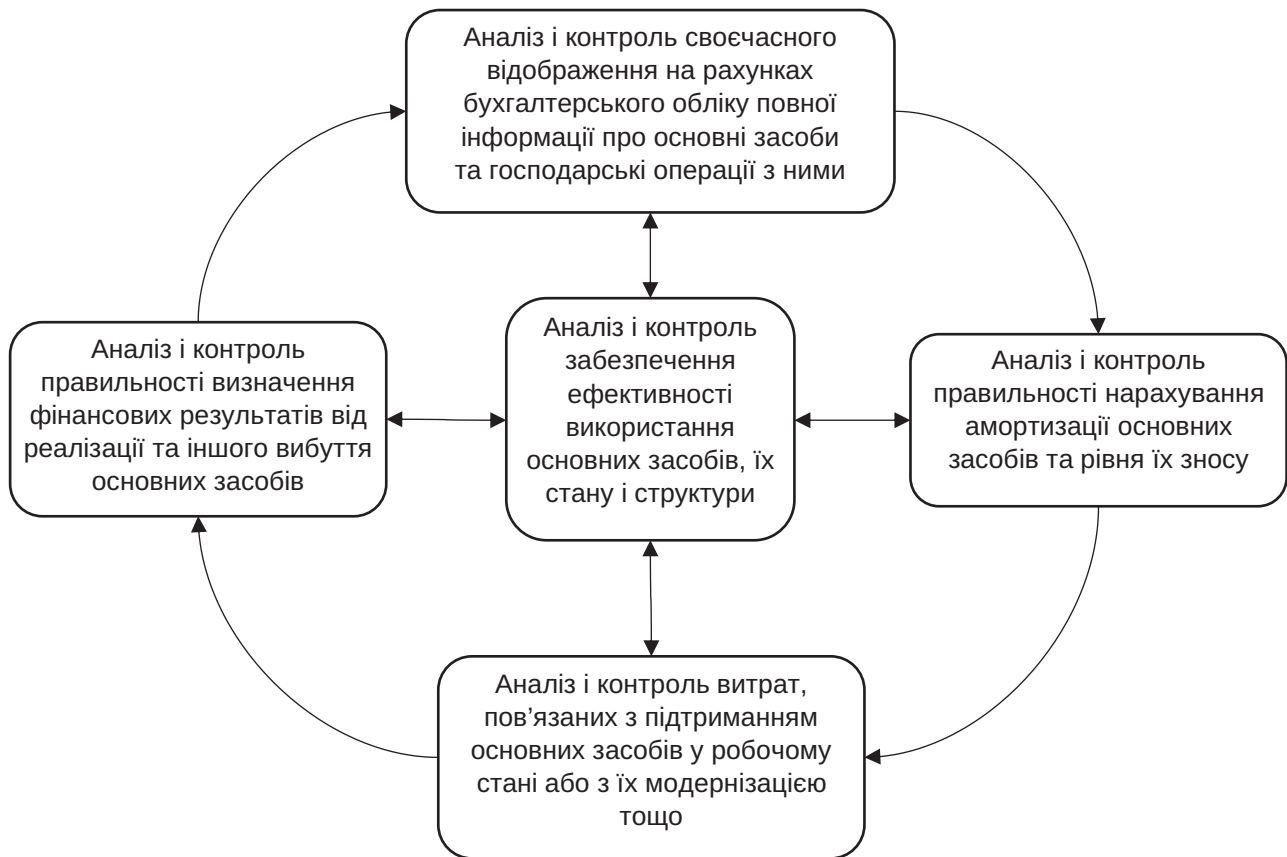 Аналіз і контроль своєчасного
відображення на рахунках
бухгалтерського обліку повної
інформації про основні засоби
та господарські операції з ними
Аналіз і контроль
правильності визначення
фінансових результатів від
реалізації та іншого вибуття
основних засобів
Аналіз і контроль
забезпечення
ефективності
використання
основних засобів, їх
стану і структури
Аналіз і контроль
правильності нарахування
амортизації основних
засобів та рівня їх зносу
Аналіз і контроль витрат,
пов’язаних з підтриманням
основних засобів у робочому
стані або з їх модернізацією
тощо